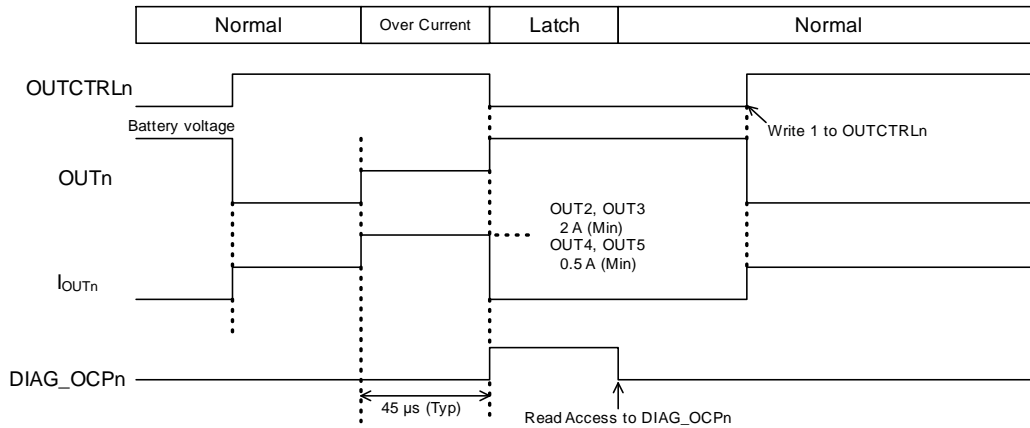 Normal Over Current Latch Normal
OUTCTRLn
Battery voltage
Write 1 to OUTCTRLn
OUTn
OUT2, OUT3
2 A (Min)
OUT4, OUT5
0.5 A (Min)
IOUTn
DIAG_OCPn
45 µs (Typ)
Read Access to DIAG_OCPn